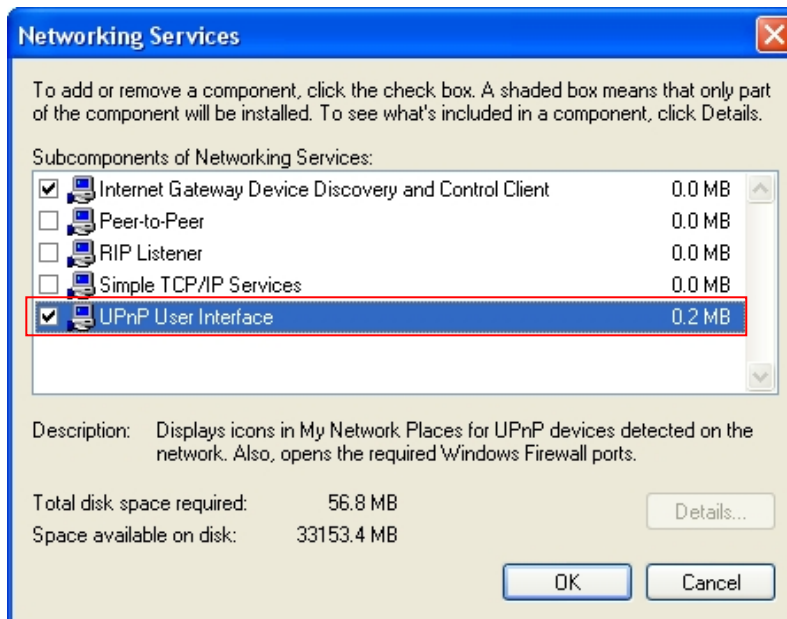 Networking Services
To add or remove a component, click the check box. A shaded box means that only part
of the component will be installed. To see what's included in a component, click Details.
Subcomponents of Networking Services:
Internet Gateway Device Discovery and Control Client 0.0 MB
Peer-to-Peer 0.0 MB
RIP Listener 0.0 MB
Simple TCP/IP Services 0.0 MB
UPnP User Interface 0.2 MB
Description: Displays icons in My Network Places for UPnP devices detected on the
network. Also, opens the required Windows Firewall ports.
Total disk space required: 56.8 MB
Space available on disk: 33153.4 MB
Details...
OK Cancel